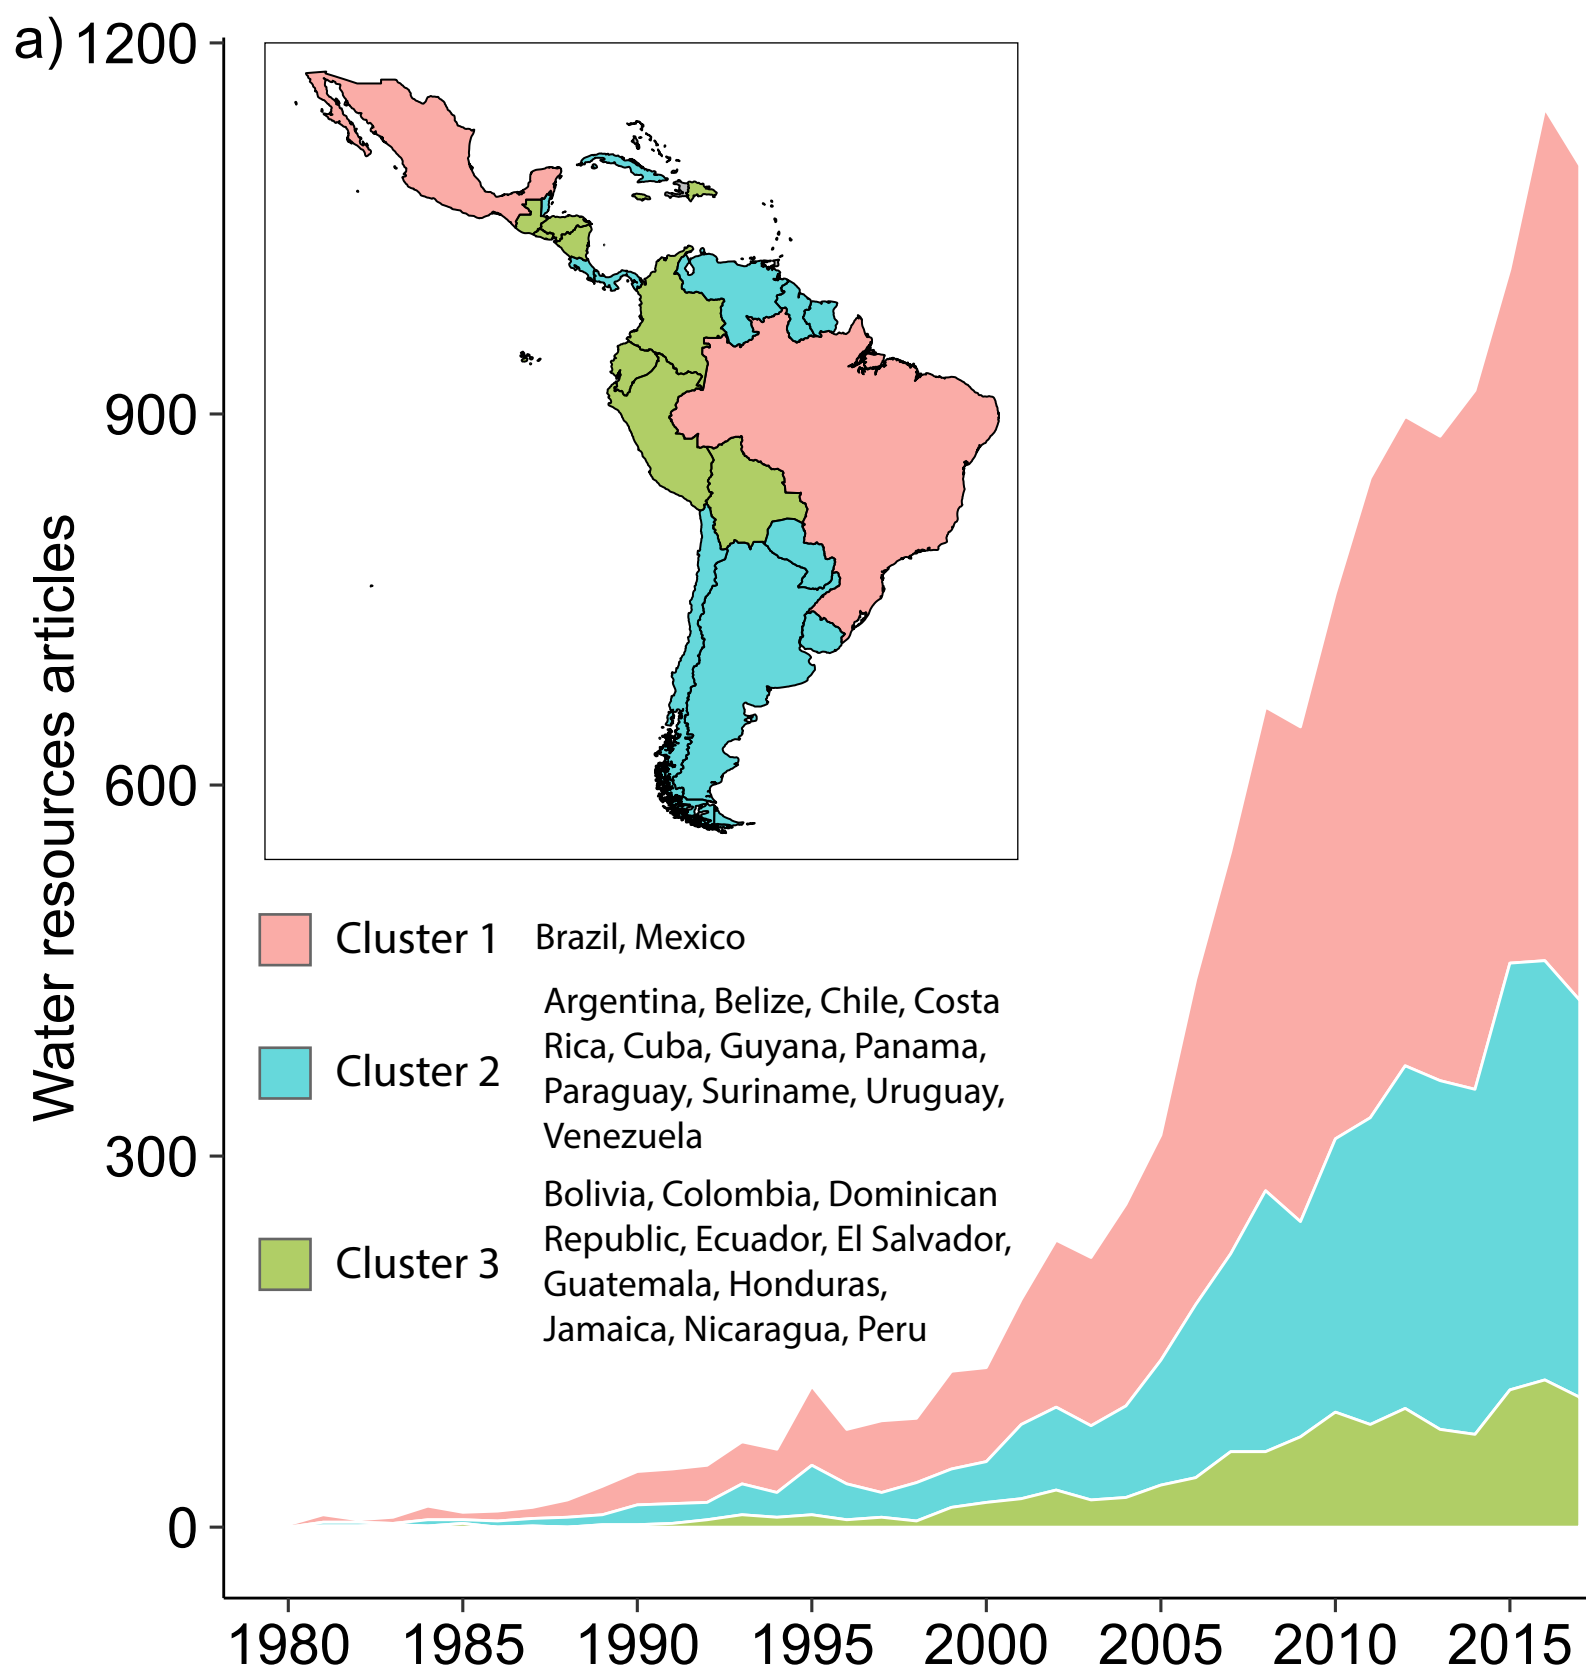 a)
1200
900
600
300
0
Water resources articles
Cluster 1
Brazil, Mexico
Cluster 2
Argentina, Belize, Chile, Costa
Rica, Cuba, Guyana, Panama,
Paraguay, Suriname, Uruguay,
Venezuela
Cluster 3
Bolivia, Colombia, Dominican
Republic, Ecuador, El Salvador,
Guatemala, Honduras,
Jamaica, Nicaragua, Peru
1980 1985 1990 1995 2000 2005 2010 2015